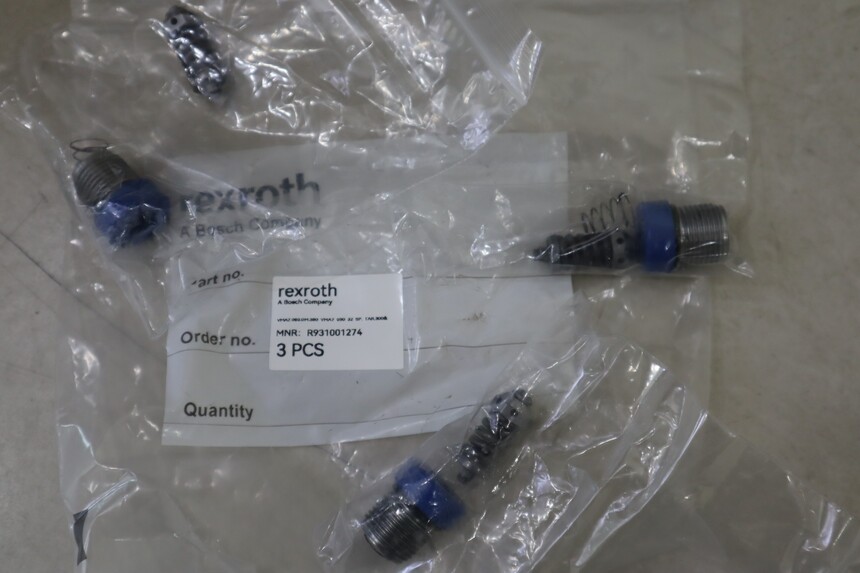 rexroth
A Bosch Company
Part no.
rexroth
A Bosch Company
MNR: R931001274
3 PCS
Order no.
Quantity